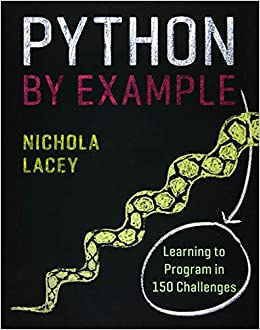 PYTHON
BY EXAMPLE
NICHOLA
LACEY
Learning to
Program in
150 Challenges